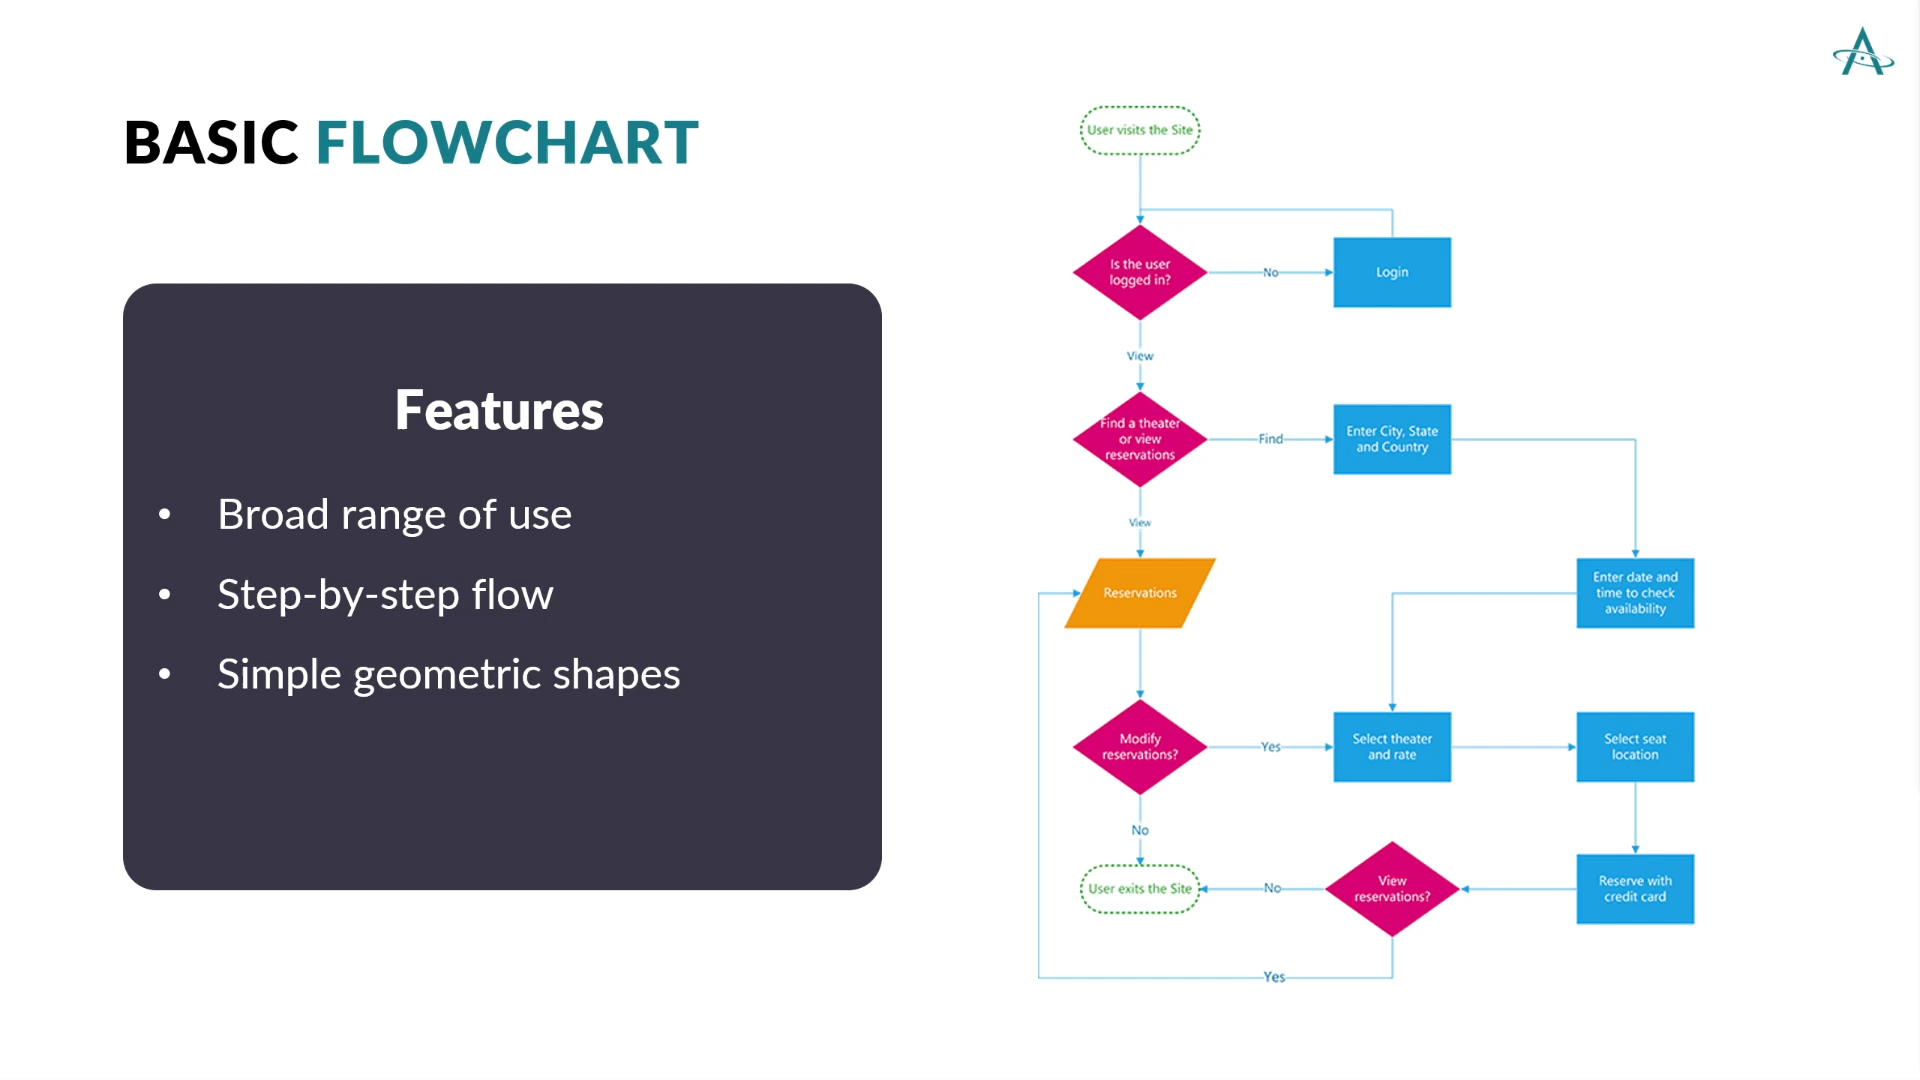 BASIC FLOWCHART
Features
• Broad range of use
• Step-by-step flow
• Simple geometric shapes
User visits the Site
Is the user
logged in?
No
Login
View
Find a theater
or view
reservations
Find
Enter City, State
and Country
View
Reservations
Enter date and
time to check
availability
Modify
reservations?
Yes
Select theater
and rate
Select seat
location
No
User exits the Site
No
View
reservations?
Reserve with
credit card
Yes